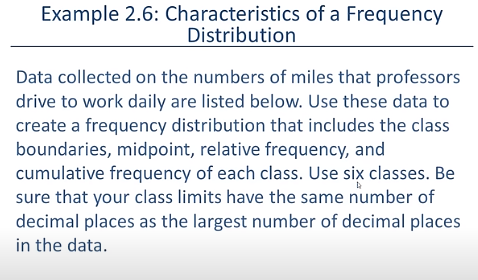 Example 2.6: Characteristics of a Frequency
Distribution
Data collected on the numbers of miles that professors
drive to work daily are listed below. Use these data to
create a frequency distribution that includes the class
boundaries, midpoint, relative frequency, and
cumulative frequency of each class. Use six classes. Be
sure that your class limits have the same number of
decimal places as the largest number of decimal places
in the data.